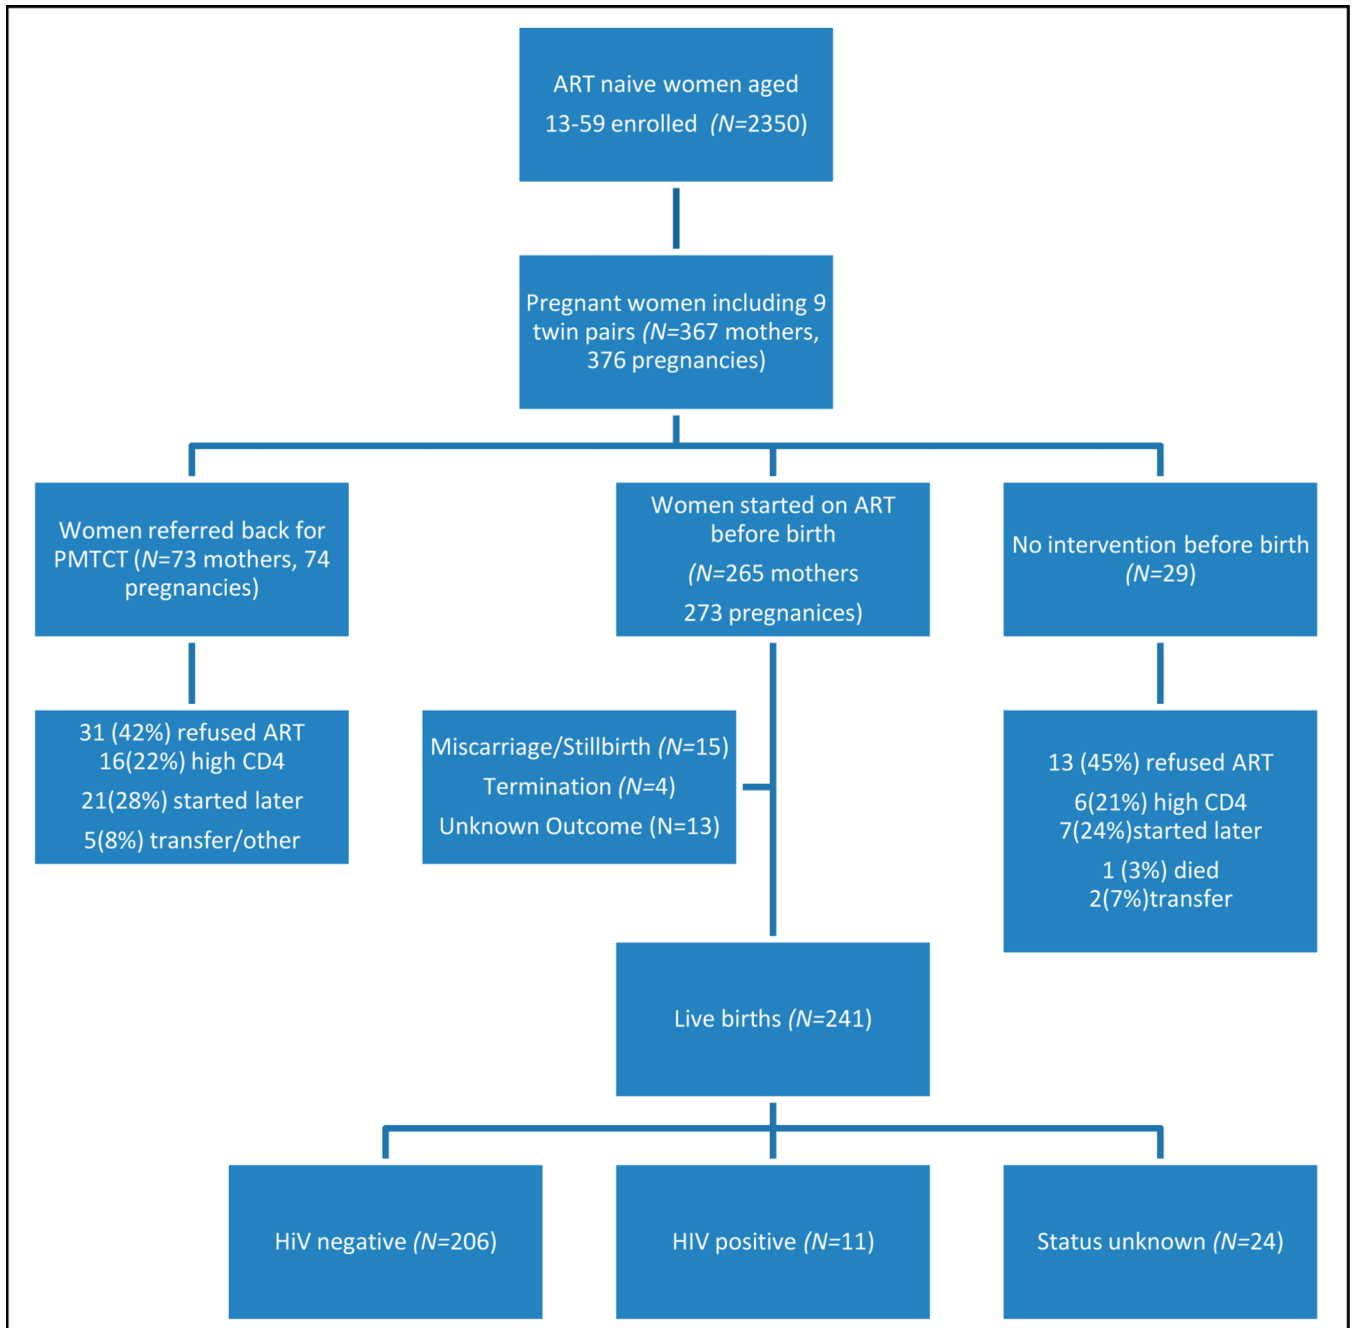 ART naive women aged
13-59 enrolled (N=2350)
Pregnant women including 9
twin pairs (N=367 mothers,
376 pregnancies)
Women referred back for
PMTCT (N=73 mothers, 74
pregnancies)
Women started on ART
before birth
(N=265 mothers
273 pregnanices)
No intervention before birth
(N=29)
31 (42%) refused ART
16(22%) high CD4
21(28%) started later
5(8%) transfer/other
Miscarriage/Stillbirth (N=15)
Termination (N=4)
Unknown Outcome (N=13)
13 (45%) refused ART
6(21%) high CD4
7(24%)started later
1 (3%) died
2(7%)transfer
Live births (N=241)
HiV negative (N=206)
HIV positive (N=11)
Status unknown (N=24)